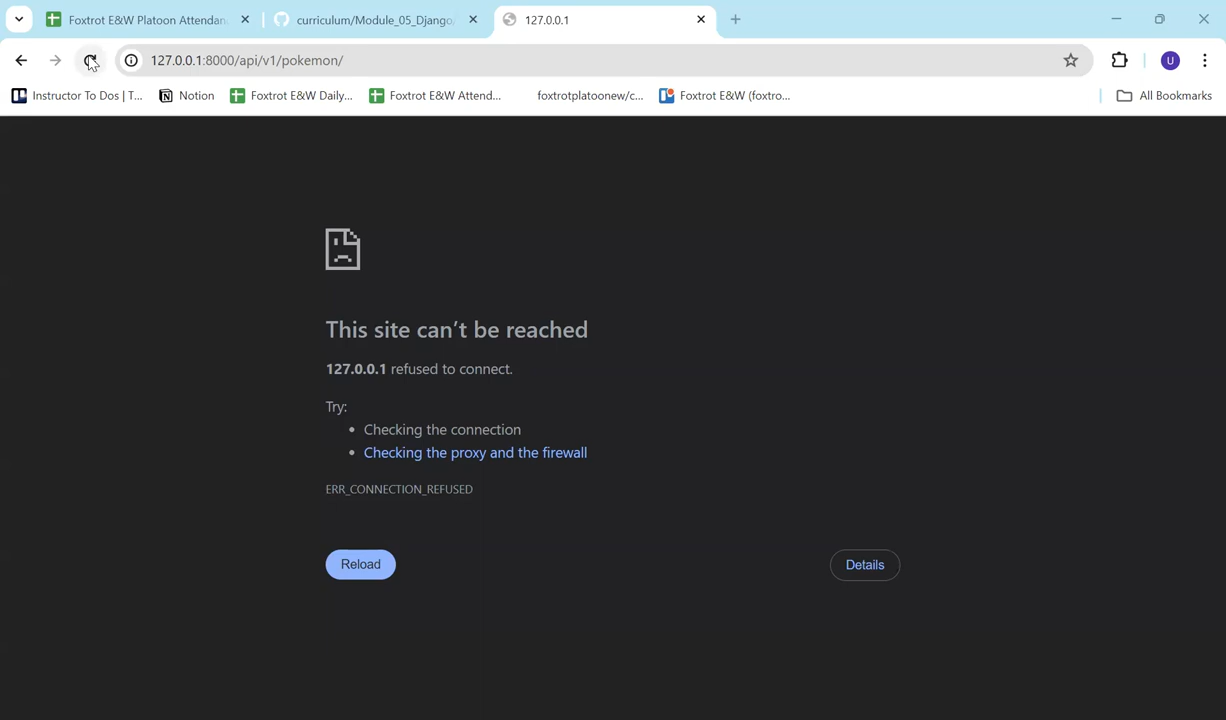 Foxtrot E&W Platoon Attendan
curriculum/Module_05_Django
127.0.0.1
127.0.0.1:8000/api/v1/pokemon/
U
Instructor To Dos | T...
Notion
Foxtrot E&W Daily...
Foxtrot E&W Attend...
foxtrotplatoonew/c...
Foxtrot E&W (foxtro...
All Bookmarks
This site can't be reached
127.0.0.1 refused to connect.
Try:
• Checking the connection
• Checking the proxy and the firewall
ERR_CONNECTION_REFUSED
Reload
Details